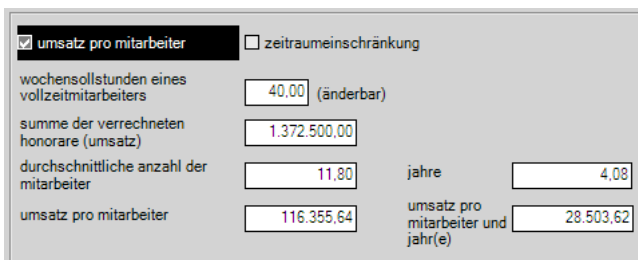 umsatz pro mitarbeiter zeitraumeinschränkung
wochensollstunden eines
vollzeitmitarbeiters 40,00 (änderbar)
summe der verrechneten
honorare (umsatz) 1.372.500,00
durchschnittliche anzahl der
mitarbeiter 11,80 jahre 4,08
umsatz pro mitarbeiter 116.355,64 umsatz pro
mitarbeiter und
jahr(e) 28.503,62